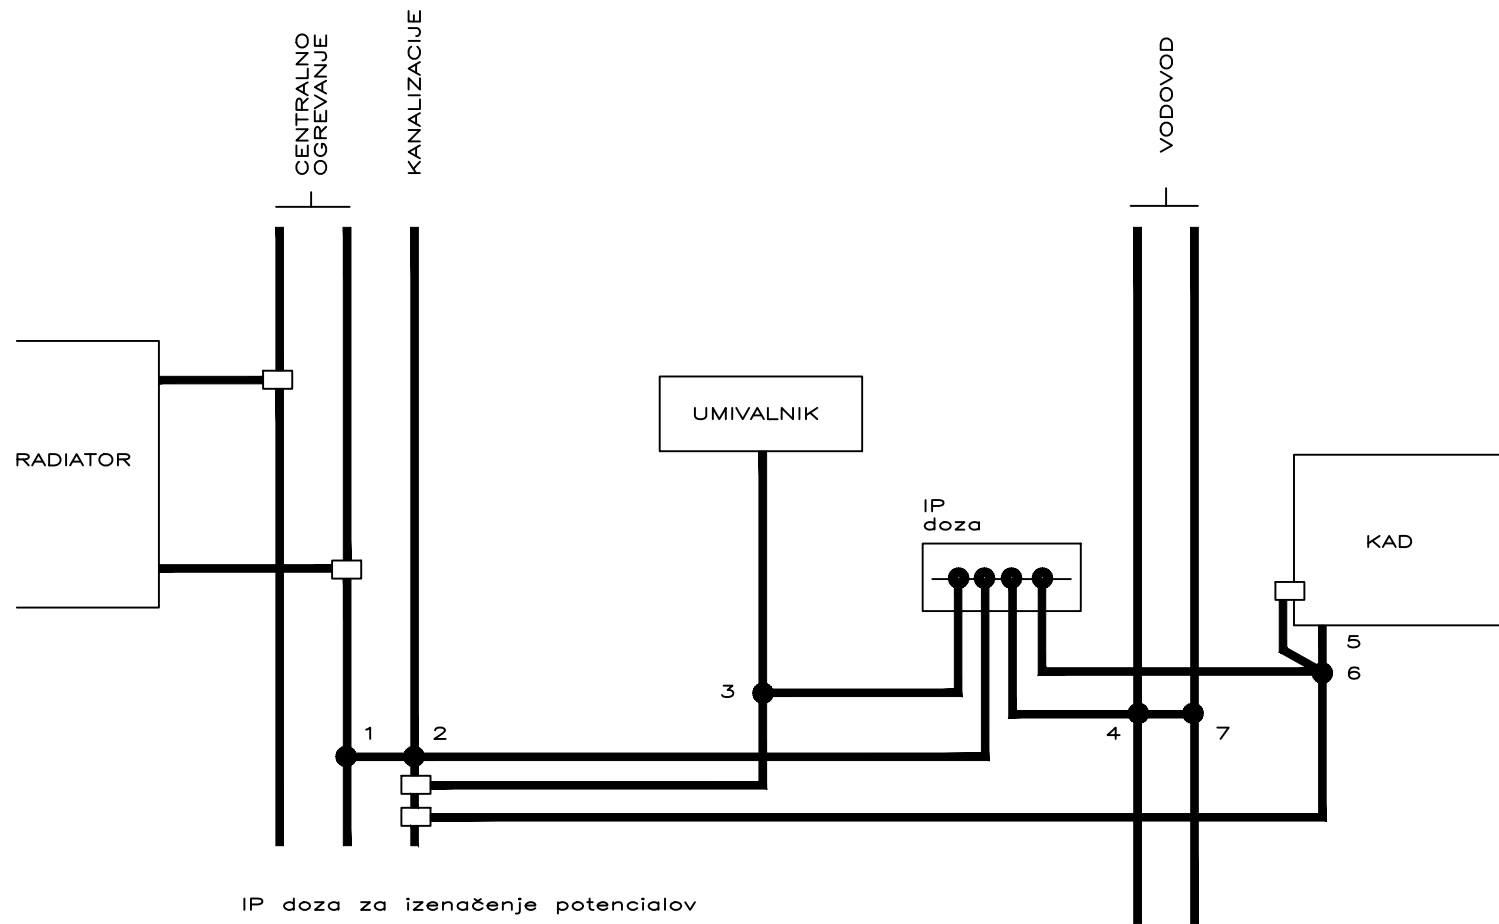 CENTRALNO
OGREVANJE
KANALIZACIJE
VODOVOD
UMIVALNIK
RADIATOR
IP
doza
KAD
5
6
3
1
2
4
7
IP doza za izenačenje potencialov